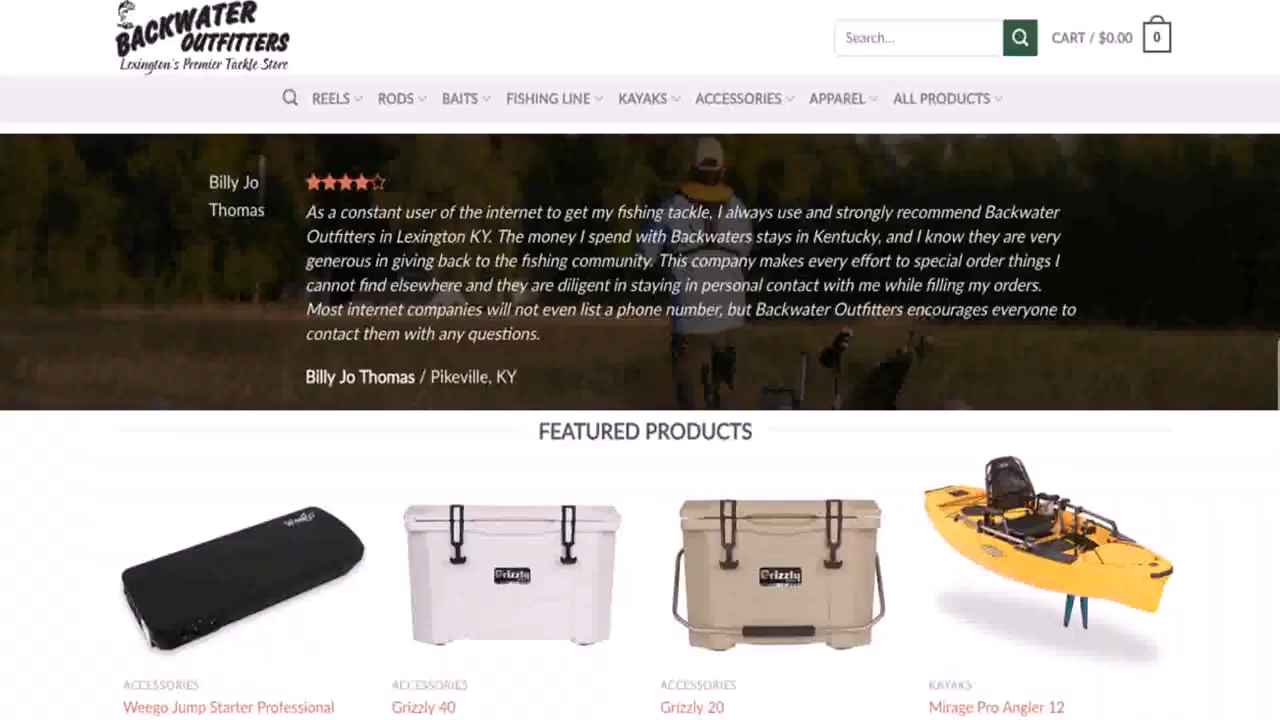 BACKWATER
OUTFITTERS
Lexington's Premier Tackle Store
Search...
CART / $0.00
0
REELS
RODS
BAITS
FISHING LINE
KAYAKS
ACCESSORIES
APPAREL
ALL PRODUCTS
Billy Jo
Thomas
As a constant user of the internet to get my fishing tackle, I always use and strongly recommend Backwater
Outfitters in Lexington KY. The money I spend with Backwaters stays in Kentucky, and I know they are very
generous in giving back to the fishing community. This company makes every effort to special order things I
cannot find elsewhere and they are diligent in staying in personal contact with me while filling my orders.
Most internet companies will not even list a phone number, but Backwater Outfitters encourages everyone to
contact them with any questions.
Billy Jo Thomas / Pikeville, KY
FEATURED PRODUCTS
Weego
Grizzly
Grizzly
ACCESSORIES
ACCESSORIES
ACCESSORIES
KAYAKS
Weego Jump Starter Professional
Grizzly 40
Grizzly 20
Mirage Pro Angler 12